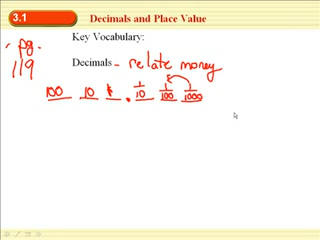 3.1 Decimals and Place Value
Key Vocabulary:
pg.
119
Decimals - relate money
100 10 1 . 1/10 1/100 1/1000